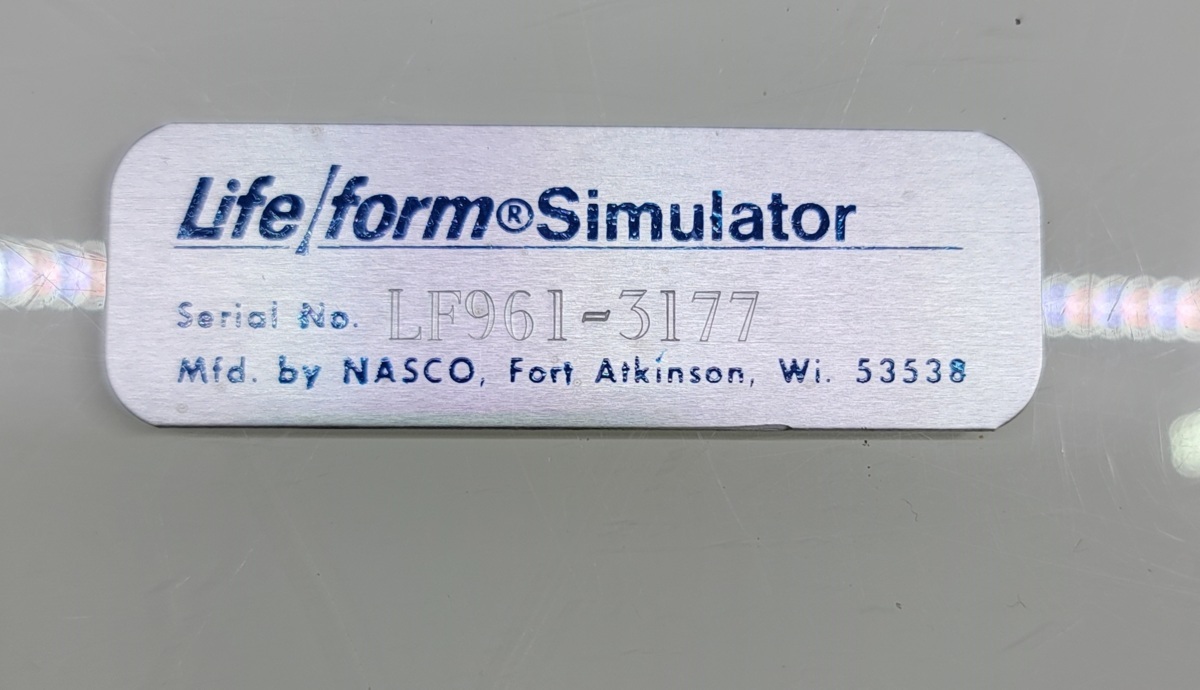 Life/form®Simulator
Serial No. LF961-3177
Mfd. by NASCO, Fort Atkinson, Wi. 53538